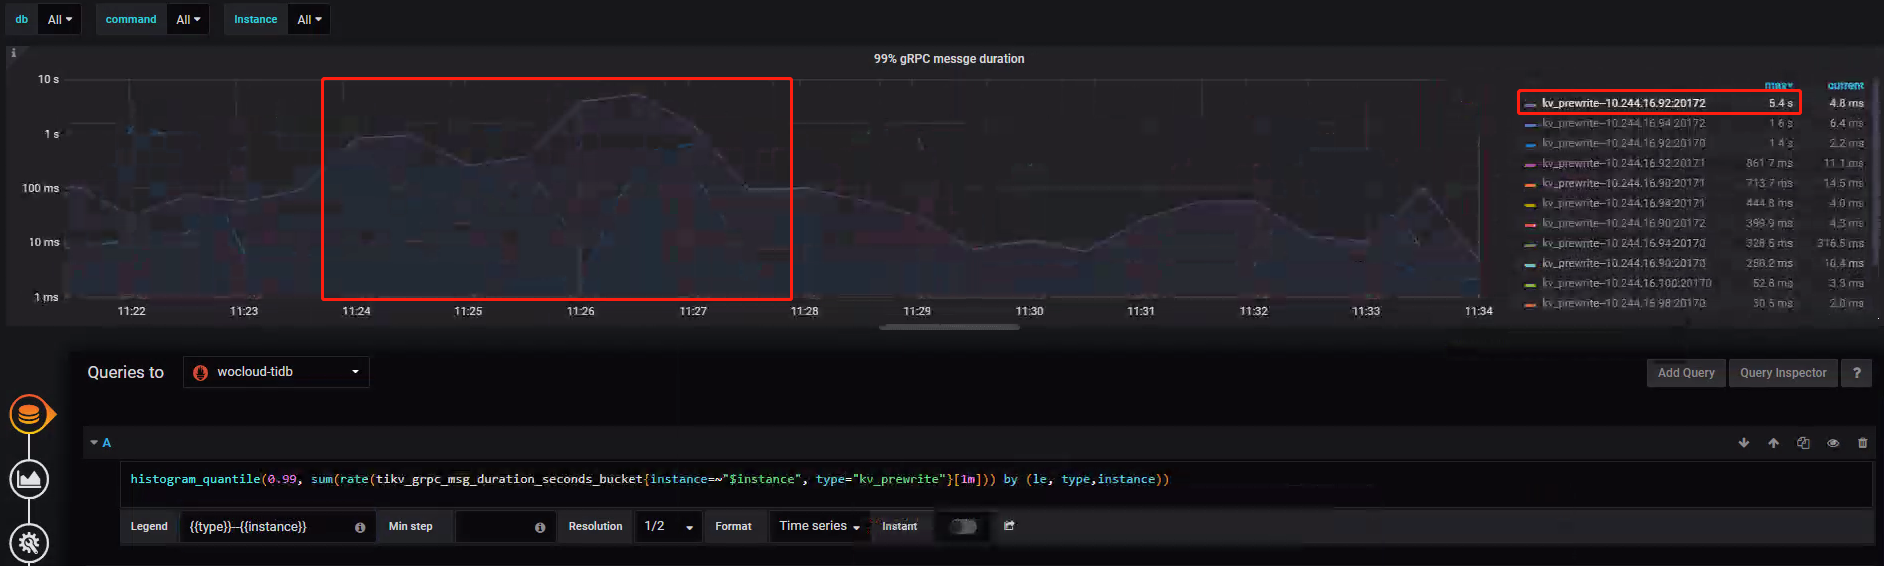 db All command All Instance All
99% gRPC messge duration
10 s
1 s
100 ms
10 ms
1 ms
11:22 11:23 11:24 11:25 11:26 11:27 11:28 11:29 11:30 11:31 11:32 11:33 11:34
max current
kv_prewrite--10.244.16.92:20172 5.4 s 4.8 ms
kv_prewrite--10.244.16.94:20172 1.6 s 6.4 ms
kv_prewrite--10.244.16.92:20170 1.4 s 2.2 ms
kv_prewrite--10.244.16.92:20171 861.7 ms 11.1 ms
kv_prewrite--10.244.16.90:20171 713.7 ms 14.5 ms
kv_prewrite--10.244.16.94:20171 444.8 ms 4.0 ms
kv_prewrite--10.244.16.90:20172 399.9 ms 4.3 ms
kv_prewrite--10.244.16.94:20170 328.5 ms 316.5 ms
kv_prewrite--10.244.16.90:20170 10.4 ms
kv_prewrite--10.244.16.100:20170 52.8 ms 3.3 ms
kv_prewrite--10.244.16.98:20170 30.5 ms 2.0 ms
Queries to wocloud-tidb Add Query Query Inspector ?
A
histogram_quantile(0.99, sum(rate(tikv_grpc_msg_duration_seconds_bucket{instance=~"$instance", type="kv_prewrite"}[1m])) by (le, type,instance))
Legend {{type}}--{{instance}} Min step Resolution 1/2 Format Time series Instant